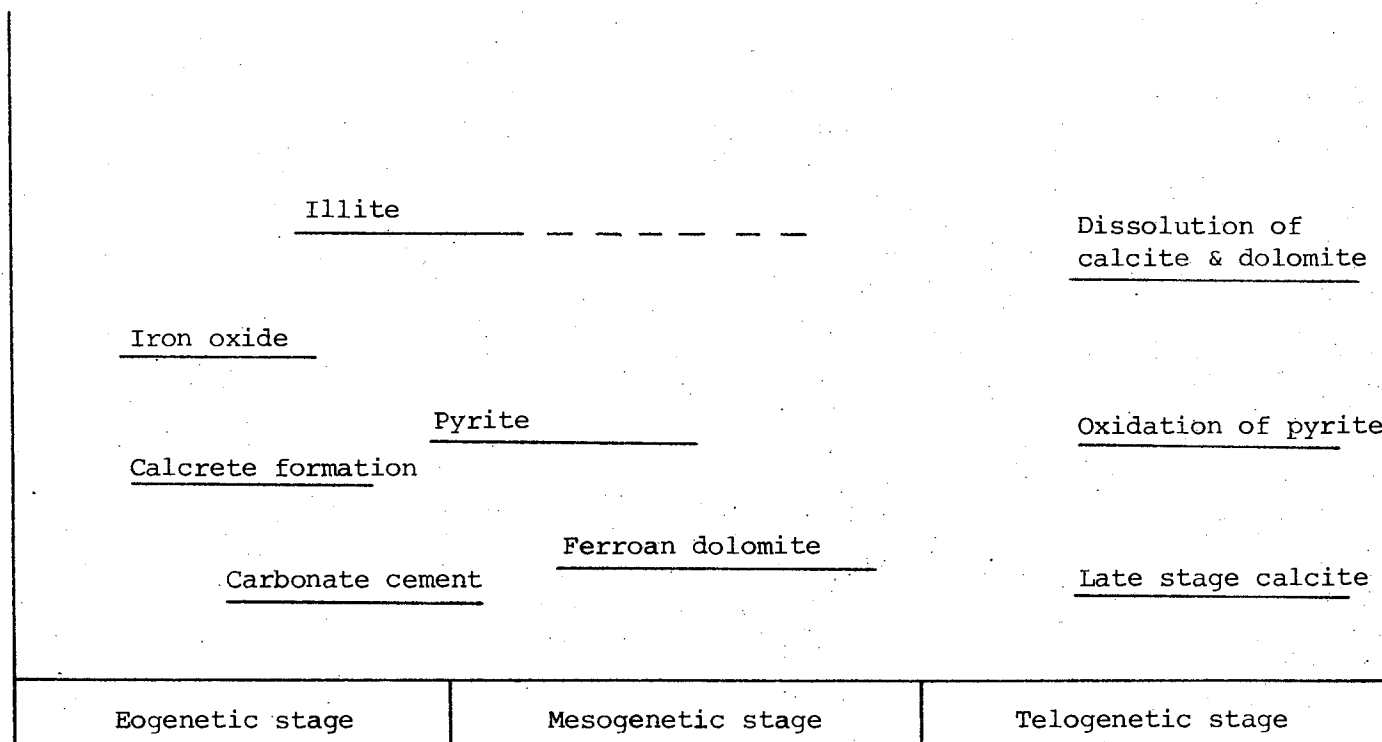 Illite
Dissolution of
calcite & dolomite
Iron oxide
Pyrite
Oxidation of pyrite
Calcrete formation
Ferroan dolomite
Carbonate cement
Late stage calcite
Eogenetic stage
Mesogenetic stage
Telogenetic stage